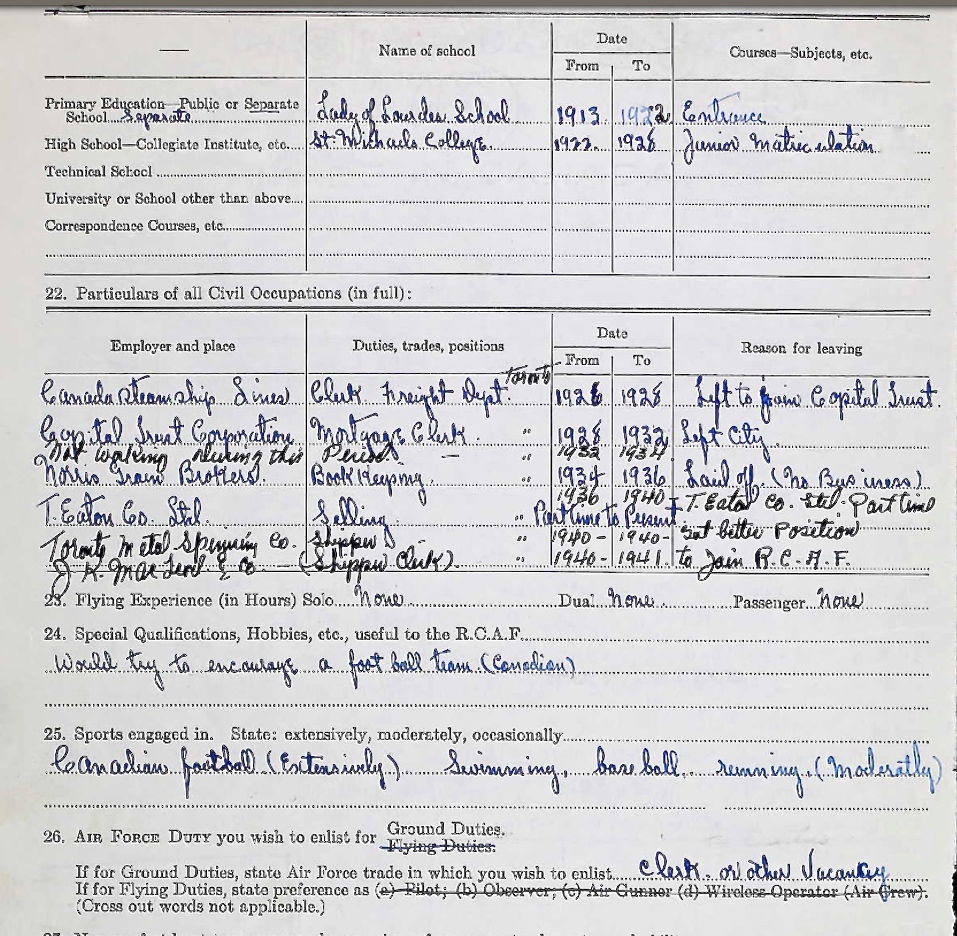 — Name of school Date Courses—Subjects, etc.
From To
Primary Education—Public or Separate
School Separate Lady of Lourdes School 1913 1922 Entrance
High School—Collegiate Institute, etc. St. Michaels College. 1922. 1928 Junior Matriculation
Technical School
University or School other than above
Correspondence Courses, etc.
22. Particulars of all Civil Occupations (in full):
Employer and place Duties, trades, positions Date Reason for leaving
From To
Toronto
Canada Steamship Lines Clerk Freight Dept. 1928 1928 Left to join Capital Trust.
Capital Trust Corporation Mortgage Clerk. " 1928 1932 Left City
Not working during this Period — 1932 1934
Norris Grain Brokers. Book Keeping. " 1934 1936 Laid off. (No Business)
1936 1940
T. Eaton Co. Ltd. Selling. " Part time to Present T. Eaton Co. Ltd. Part time
Toronto Metal Co. Shipper " 1940- 1940- got better Position
& Co — (Shipper Clerk). " 1940- 1941. to Join R.C.A.F.
23. Flying Experience (in Hours) Solo None Dual None. Passenger None
24. Special Qualifications, Hobbies, etc., useful to the R.C.A.F.
Would try to encourage a foot ball team. (Canadian)
25. Sports engaged in. State: extensively, moderately, occasionally
Canadian football (Extensively) Swimming, base ball. running. (Moderatly)
26. AIR FORCE DUTY you wish to enlist for Ground Duties.
Flying Duties.
If for Ground Duties, state Air Force trade in which you wish to enlist Clerk. or other Vacantcy
If for Flying Duties, state preference as (a) Pilot; (b) Observer; (c) Air Gunner (d) Wireless Operator (Air Crew).
(Cross out words not applicable.)